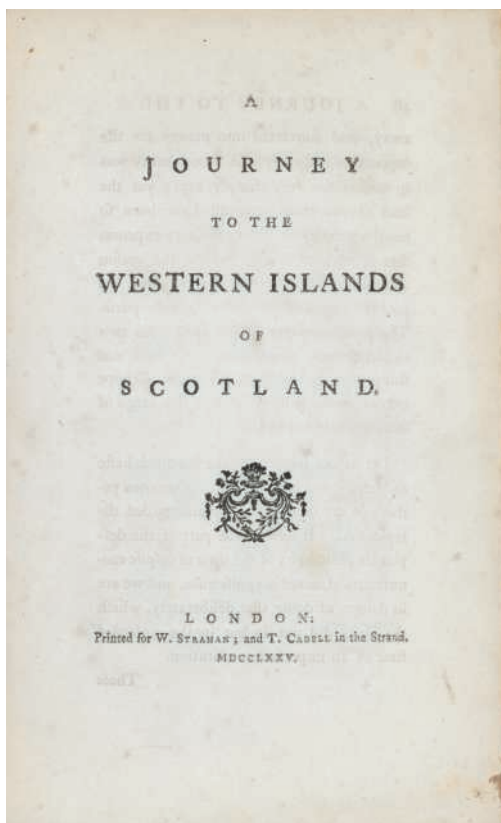 A
JOURNEY
TO THE
WESTERN ISLANDS
OF
SCOTLAND.
LONDON:
Printed for W. STRAHAN; and T. CADELL in the Strand.
MDCCLXXV.